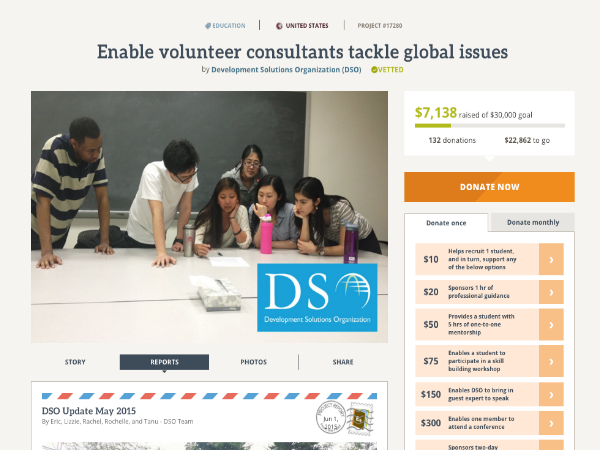 EDUCATION
UNITED STATES
PROJECT #17280
Enable volunteer consultants tackle global issues
by Development Solutions Organization (DSO) VETTED
$7,138 raised of $30,000 goal
132 donations
$22,862 to go
DONATE NOW
Donate once
Donate monthly
$10
Helps recruit 1 student,
and in turn, support any
of the below options
$20
Sponsors 1 hr of
professional guidance
$50
Provides a student with
5 hrs of one-to-one
mentorship
$75
Enables a student to
participate in a skill
building workshop
$150
Enables DSO to bring in
guest expert to speak
$300
Enables one member to
attend a conference
Sponsors two-day
DSO
Development Solutions Organization
STORY
REPORTS
PHOTOS
SHARE
DSO Update May 2015
By Eric, Lizzie, Rachel, Rochelle, and Tanu - DSO Team
PROJECT REPORT
Jun 1,
2015